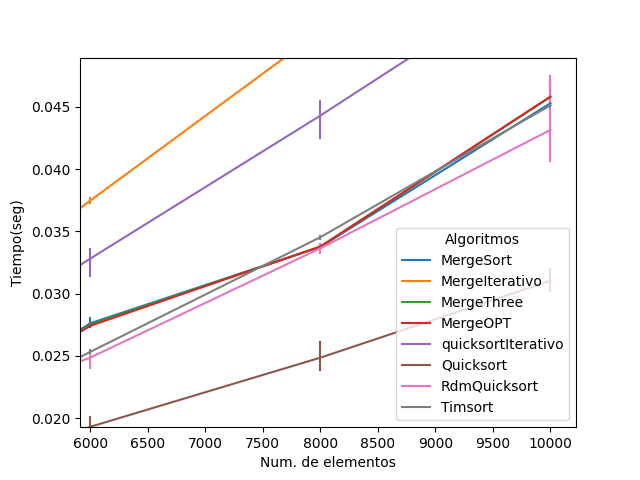 0.045
0.040
0.035
0.030
0.025
0.020
Tiempo(seg)
Algoritmos
MergeSort
MergeIterativo
MergeThree
MergeOPT
quicksortIterativo
Quicksort
RdmQuicksort
Timsort
6000 6500 7000 7500 8000 8500 9000 9500 10000
Num. de elementos